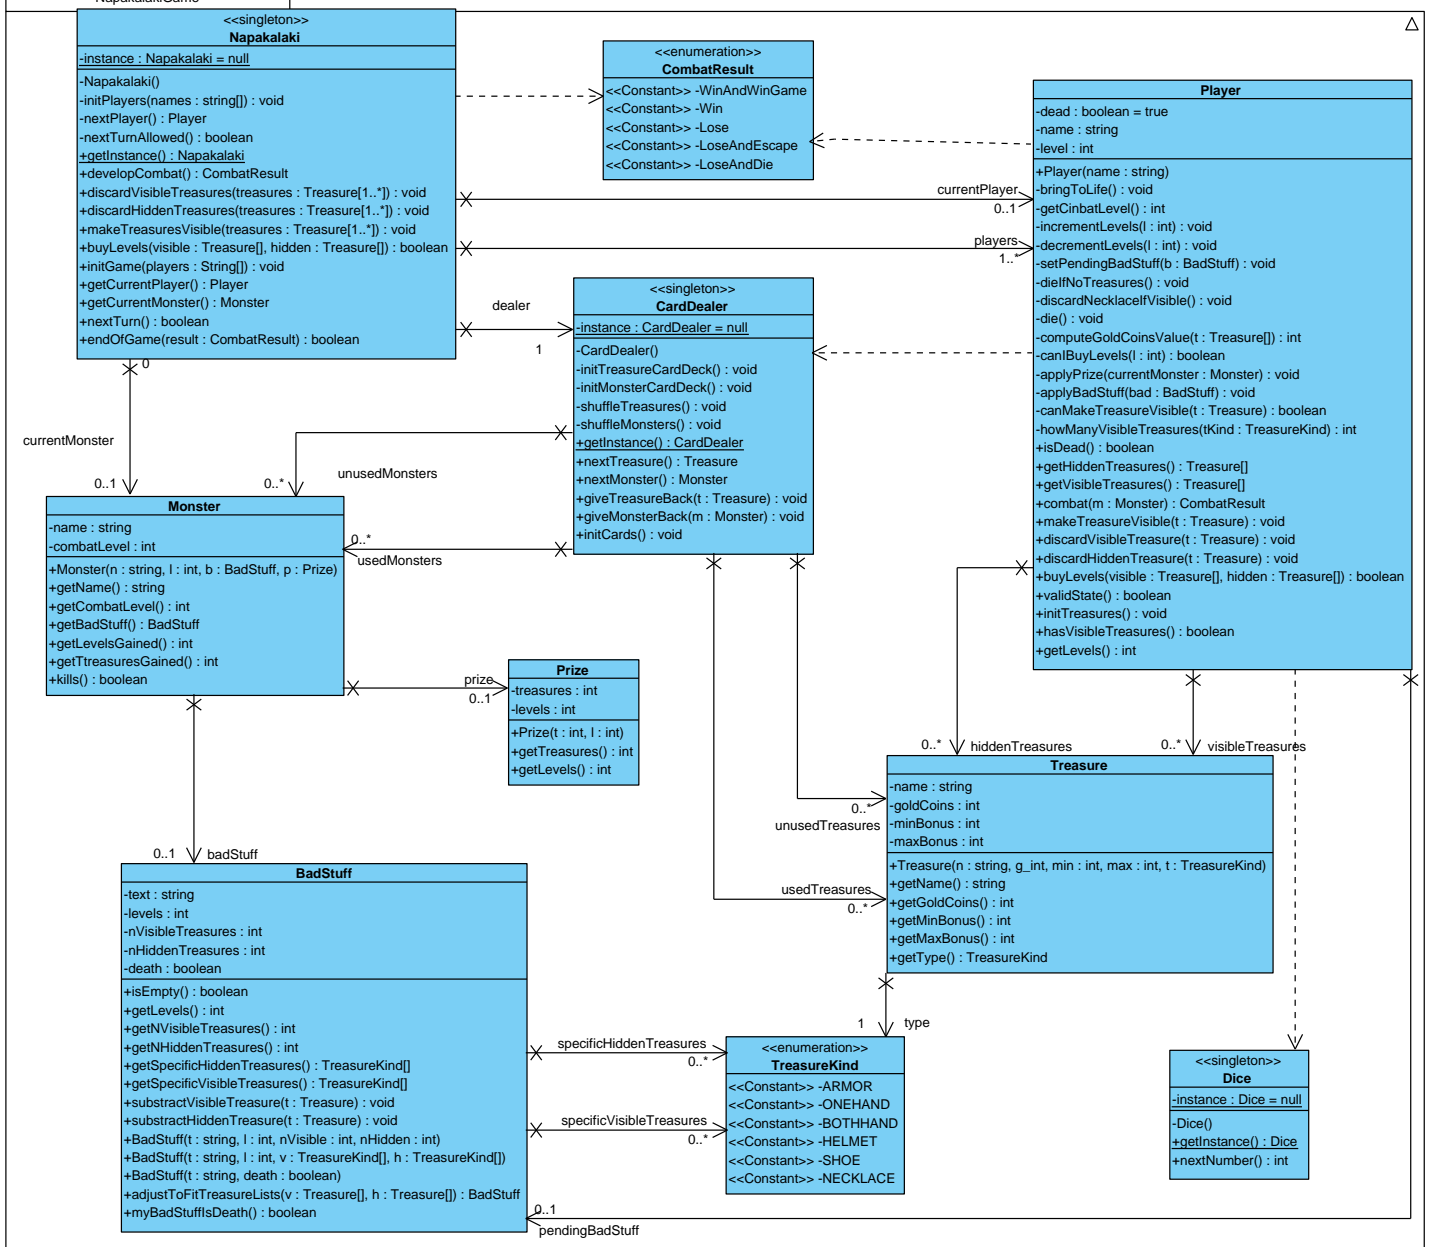 NapakalakiGame
<<singleton>>
Napakalaki
-instance : Napakalaki = null
-Napakalaki()
-initPlayers(names : string[]) : void
-nextPlayer() : Player
-nextTurnAllowed() : boolean
+getInstance() : Napakalaki
+developCombat() : CombatResult
+discardVisibleTreasures(treasures : Treasure[1..*]) : void
+discardHiddenTreasures(treasures : Treasure[1..*]) : void
+makeTreasuresVisible(treasures : Treasure[1..*]) : void
+buyLevels(visible : Treasure[], hidden : Treasure[]) : boolean
+initGame(players : String[]) : void
+getCurrentPlayer() : Player
+getCurrentMonster() : Monster
+nextTurn() : boolean
+endOfGame(result : CombatResult) : boolean
<<enumeration>>
CombatResult
<<Constant>> -WinAndWinGame
<<Constant>> -Win
<<Constant>> -Lose
<<Constant>> -LoseAndEscape
<<Constant>> -LoseAndDie
Player
-dead : boolean = true
-name : string
-level : int
+Player(name : string)
-bringToLife() : void
-getCinbatLevel() : int
-incrementLevels(l : int) : void
-decrementLevels(l : int) : void
-setPendingBadStuff(b : BadStuff) : void
-dieIfNoTreasures() : void
-discardNecklaceIfVisible() : void
-die() : void
-computeGoldCoinsValue(t : Treasure[]) : int
-canIBuyLevels(l : int) : boolean
-applyPrize(currentMonster : Monster) : void
-applyBadStuff(bad : BadStuff) : void
-canMakeTreasureVisible(t : Treasure) : boolean
-howManyVisibleTreasures(tKind : TreasureKind) : int
+isDead() : boolean
+getHiddenTreasures() : Treasure[]
+getVisibleTreasures() : Treasure[]
+combat(m : Monster) : CombatResult
+makeTreasureVisible(t : Treasure) : void
+discardVisibleTreasure(t : Treasure) : void
+discardHiddenTreasure(t : Treasure) : void
+buyLevels(visible : Treasure[], hidden : Treasure[]) : boolean
+validState() : boolean
+initTreasures() : void
+hasVisibleTreasures() : boolean
+getLevels() : int
currentPlayer
0..1
players
1..*
dealer
1
<<singleton>>
CardDealer
-instance : CardDealer = null
-CardDealer()
-initTreasureCardDeck() : void
-initMonsterCardDeck() : void
-shuffleTreasures() : void
-shuffleMonsters() : void
+getInstance() : CardDealer
+nextTreasure() : Treasure
+nextMonster() : Monster
+giveTreasureBack(t : Treasure) : void
+giveMonsterBack(m : Monster) : void
+initCards() : void
0
currentMonster
0..1
unusedMonsters
0..*
0..*
usedMonsters
Monster
-name : string
-combatLevel : int
+Monster(n : string, l : int, b : BadStuff, p : Prize)
+getName() : string
+getCombatLevel() : int
+getBadStuff() : BadStuff
+getLevelsGained() : int
+getTtreasuresGained() : int
+kills() : boolean
prize
0..1
Prize
-treasures : int
-levels : int
+Prize(t : int, l : int)
+getTreasures() : int
+getLevels() : int
0..* hiddenTreasures
0..* visibleTreasures
Treasure
-name : string
-goldCoins : int
-minBonus : int
-maxBonus : int
+Treasure(n : string, g_int, min : int, max : int, t : TreasureKind)
+getName() : string
+getGoldCoins() : int
+getMinBonus() : int
+getMaxBonus() : int
+getType() : TreasureKind
0..*
unusedTreasures
usedTreasures
0..*
0..1 badStuff
BadStuff
-text : string
-levels : int
-nVisibleTreasures : int
-nHiddenTreasures : int
-death : boolean
+isEmpty() : boolean
+getLevels() : int
+getNVisibleTreasures() : int
+getNHiddenTreasures() : int
+getSpecificHiddenTreasures() : TreasureKind[]
+getSpecificVisibleTreasures() : TreasureKind[]
+substractVisibleTreasure(t : Treasure) : void
+substractHiddenTreasure(t : Treasure) : void
+BadStuff(t : string, l : int, nVisible : int, nHidden : int)
+BadStuff(t : string, l : int, v : TreasureKind[], h : TreasureKind[])
+BadStuff(t : string, death : boolean)
+adjustToFitTreasureLists(v : Treasure[], h : Treasure[]) : BadStuff
+myBadStuffIsDeath() : boolean
specificHiddenTreasures
0..*
specificVisibleTreasures
0..*
1 type
<<enumeration>>
TreasureKind
<<Constant>> -ARMOR
<<Constant>> -ONEHAND
<<Constant>> -BOTHHAND
<<Constant>> -HELMET
<<Constant>> -SHOE
<<Constant>> -NECKLACE
<<singleton>>
Dice
-instance : Dice = null
-Dice()
+getInstance() : Dice
+nextNumber() : int
0..1
pendingBadStuff